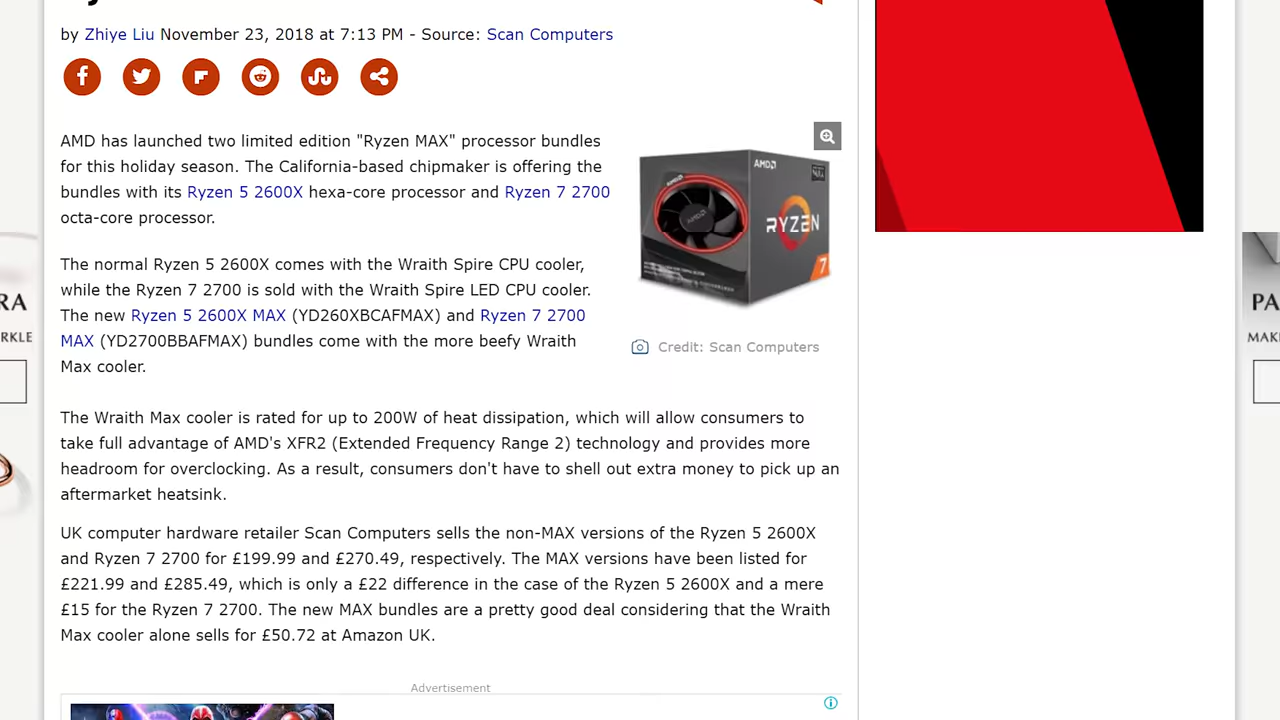 by Zhiye Liu November 23, 2018 at 7:13 PM - Source: Scan Computers
AMD has launched two limited edition "Ryzen MAX" processor bundles
for this holiday season. The California-based chipmaker is offering the
bundles with its Ryzen 5 2600X hexa-core processor and Ryzen 7 2700
octa-core processor.
AMD
AMD
RYZEN
7
Credit: Scan Computers
The normal Ryzen 5 2600X comes with the Wraith Spire CPU cooler,
while the Ryzen 7 2700 is sold with the Wraith Spire LED CPU cooler.
The new Ryzen 5 2600X MAX (YD260XBCAFMAX) and Ryzen 7 2700
MAX (YD2700BBAFMAX) bundles come with the more beefy Wraith
Max cooler.
The Wraith Max cooler is rated for up to 200W of heat dissipation, which will allow consumers to
take full advantage of AMD's XFR2 (Extended Frequency Range 2) technology and provides more
headroom for overclocking. As a result, consumers don't have to shell out extra money to pick up an
aftermarket heatsink.
UK computer hardware retailer Scan Computers sells the non-MAX versions of the Ryzen 5 2600X
and Ryzen 7 2700 for £199.99 and £270.49, respectively. The MAX versions have been listed for
£221.99 and £285.49, which is only a £22 difference in the case of the Ryzen 5 2600X and a mere
£15 for the Ryzen 7 2700. The new MAX bundles are a pretty good deal considering that the Wraith
Max cooler alone sells for £50.72 at Amazon UK.
Advertisement
RA
RKLE
PA
MAK